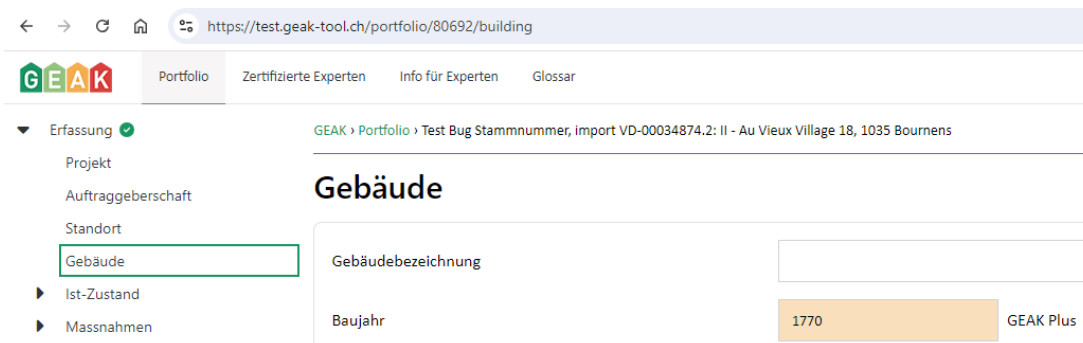 https://test.geak-tool.ch/portfolio/80692/building
GEAK Portfolio Zertifizierte Experten Info für Experten Glossar
Erfassung
Projekt
Auftraggeberschaft
Standort
Gebäude
Ist-Zustand
Massnahmen
GEAK › Portfolio › Test Bug Stammnummer, import VD-00034874.2: II - Au Vieux Village 18, 1035 Bournens
Gebäude
Gebäudebezeichnung
Baujahr 1770 GEAK Plus